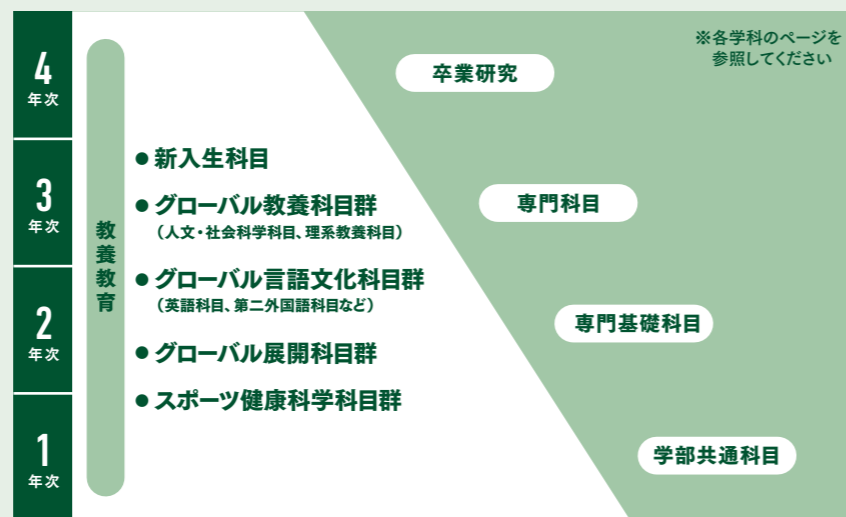 ※各学科のページを
参照してください
4
年次
卒業研究
3
年次
専門科目
2
年次
専門基礎科目
1
年次
学部共通科目
教養教育
● 新入生科目
● グローバル教養科目群
（人文・社会科学科目、理系教養科目）
● グローバル言語文化科目群
（英語科目、第二外国語科目など）
● グローバル展開科目群
● スポーツ健康科学科目群